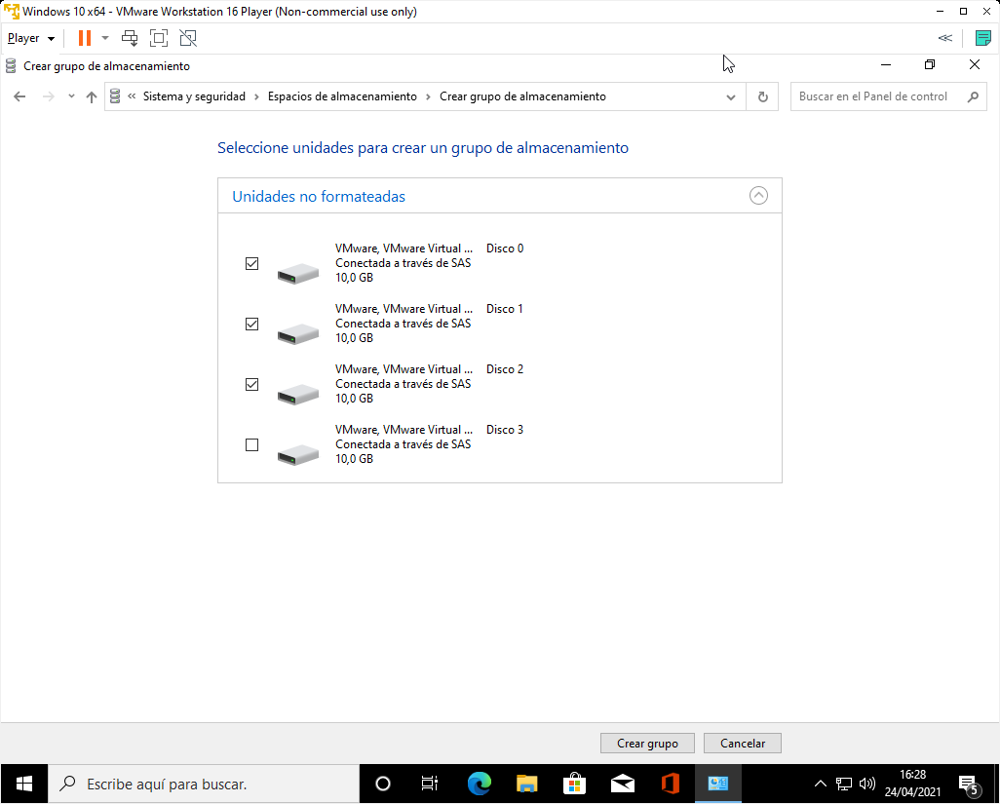 Windows 10 x64 - VMware Workstation 16 Player (Non-commercial use only)
Player
Crear grupo de almacenamiento
« Sistema y seguridad › Espacios de almacenamiento › Crear grupo de almacenamiento
Buscar en el Panel de control
Seleccione unidades para crear un grupo de almacenamiento
Unidades no formateadas
VMware, VMware Virtual ... Disco 0
Conectada a través de SAS
10,0 GB
VMware, VMware Virtual ... Disco 1
Conectada a través de SAS
10,0 GB
VMware, VMware Virtual ... Disco 2
Conectada a través de SAS
10,0 GB
VMware, VMware Virtual ... Disco 3
Conectada a través de SAS
10,0 GB
Crear grupo
Cancelar
Escribe aquí para buscar.
16:28
24/04/2021
5